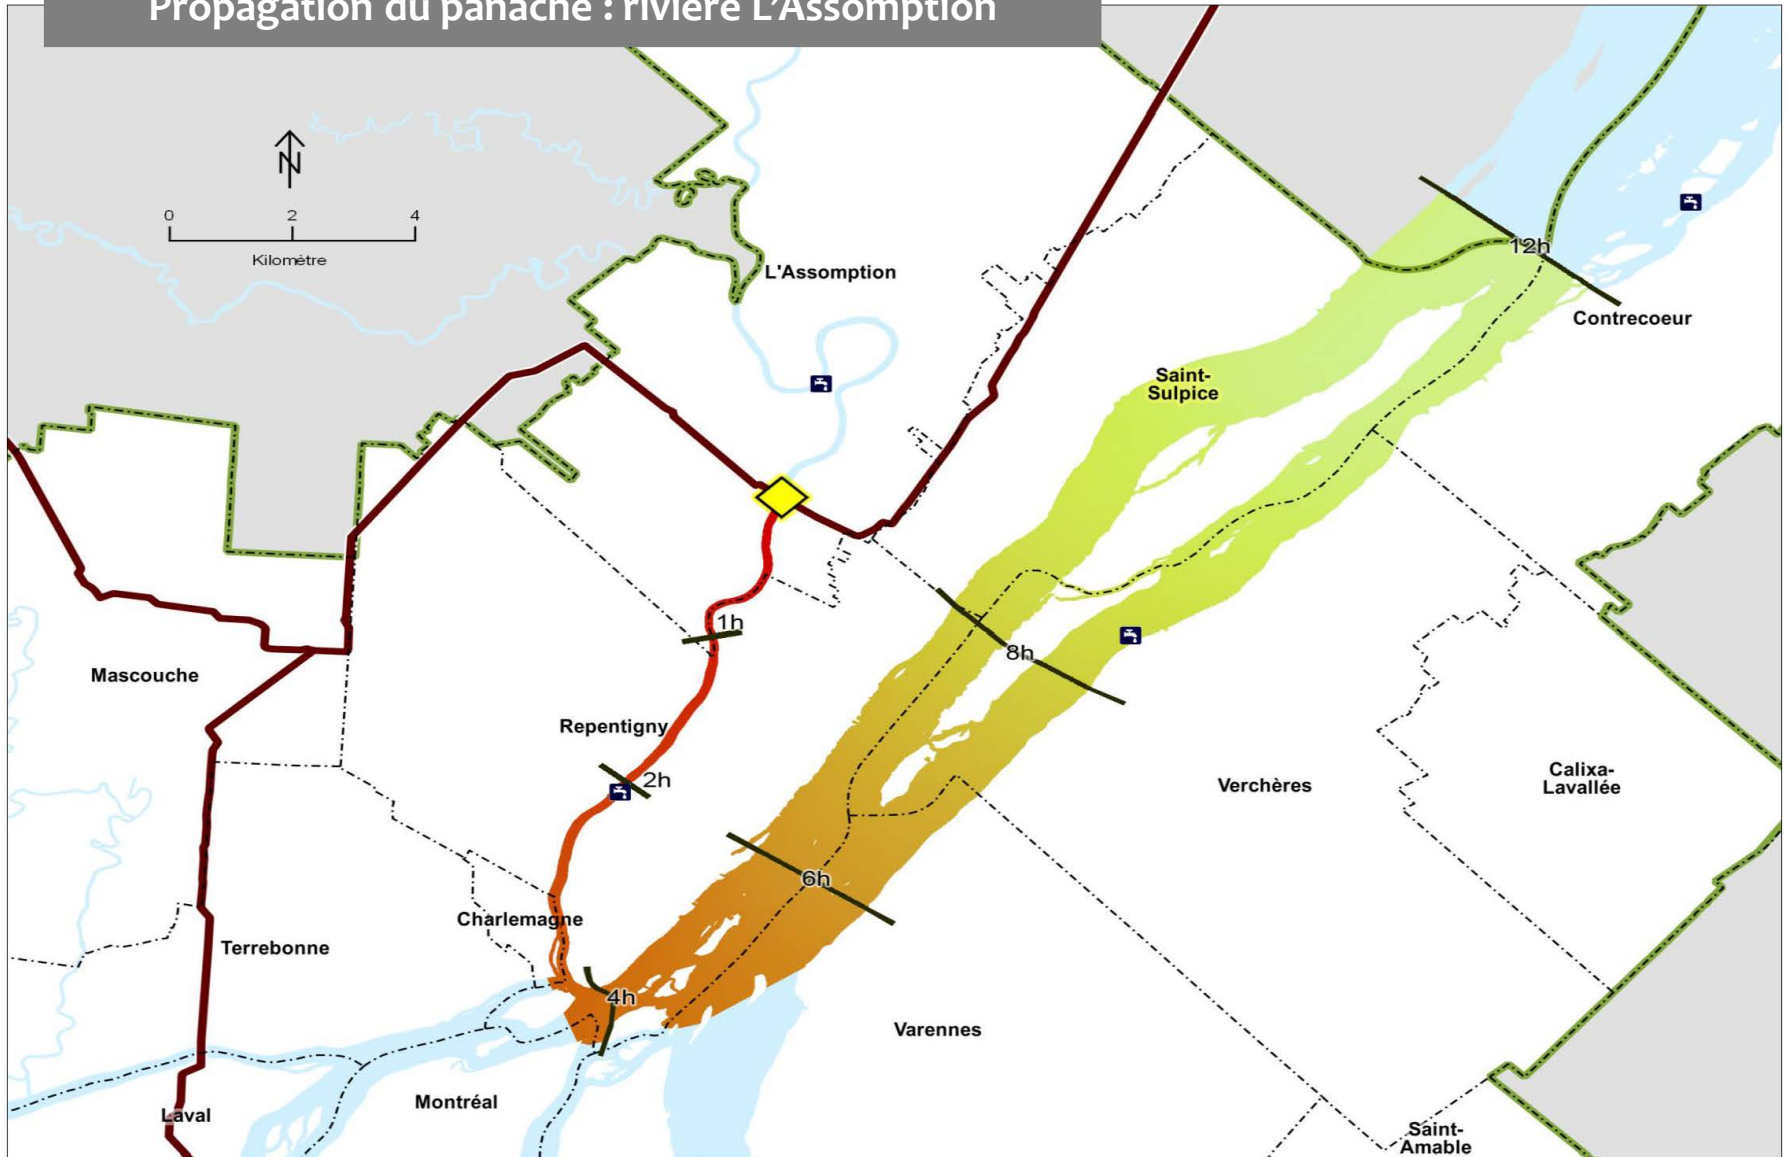 Propagation du panache : rivière L'Assomption
N
0 2 4
Kilomètre
L'Assomption
12h
Contrecoeur
Saint-
Sulpice
1h
8h
Mascouche
Repentigny
2h
Verchères
Calixa-
Lavallée
6h
Charlemagne
Terrebonne
4h
Varennes
Montréal
Laval
Saint-
Amable